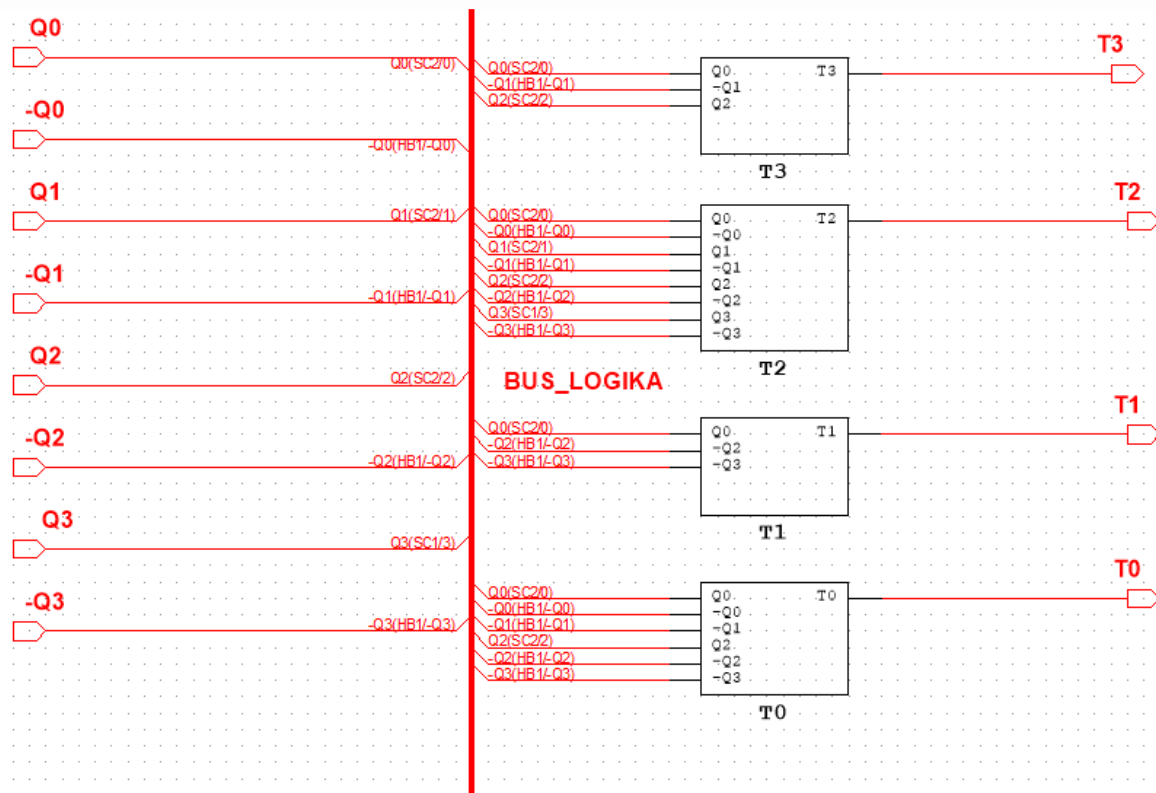 Q0
Q0(SC2/0)
-Q0
-Q0(HB1/-Q0)
Q1
Q1(SC2/1)
-Q1
-Q1(HB1/-Q1)
Q2
Q2(SC2/2)
-Q2
-Q2(HB1/-Q2)
Q3
Q3(SC1/3)
-Q3
-Q3(HB1/-Q3)
BUS_LOGIKA
Q0(SC2/0) Q0 T3 T3
-Q1(HB1/-Q1) -Q1
Q2(SC2/2) Q2
T3
Q0(SC2/0) Q0 T2 T2
-Q0(HB1/-Q0) -Q0
Q1(SC2/1) Q1
-Q1(HB1/-Q1) -Q1
Q2(SC2/2) Q2
-Q2(HB1/-Q2) -Q2
Q3(SC1/3) Q3
-Q3(HB1/-Q3) -Q3
T2
Q0(SC2/0) Q0 T1 T1
-Q2(HB1/-Q2) -Q2
-Q3(HB1/-Q3) -Q3
T1
Q0(SC2/0) Q0 T0 T0
-Q0(HB1/-Q0) -Q0
-Q1(HB1/-Q1) -Q1
Q2(SC2/2) Q2
-Q2(HB1/-Q2) -Q2
-Q3(HB1/-Q3) -Q3
T0